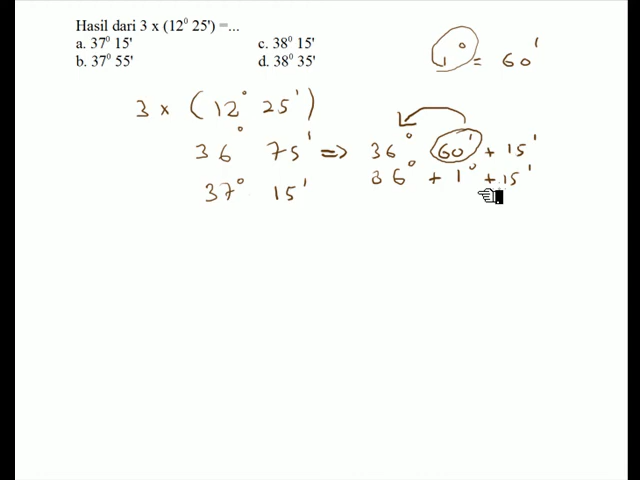 Hasil dari 3 x (12⁰ 25') =...
a. 37⁰ 15'
c. 38⁰ 15'
b. 37⁰ 55'
d. 38⁰ 35'
1° = 60'
3 x (12° 25')
36° 75' => 36° 60' + 15'
36° + 1° + 15'
37° 15'